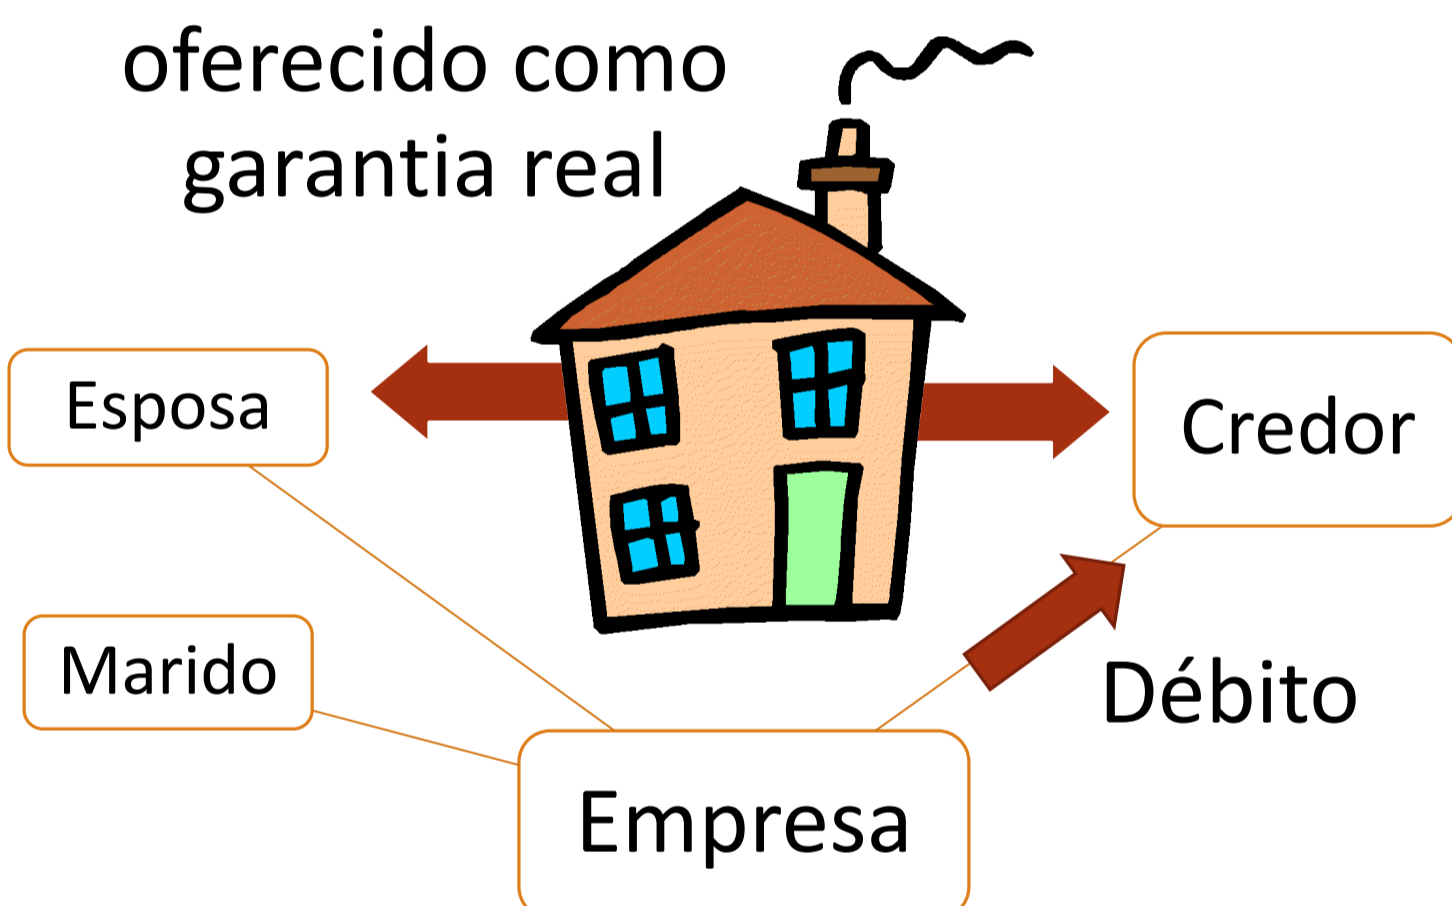 oferecido como
garantia real
Esposa
Credor
Marido
Débito
Empresa